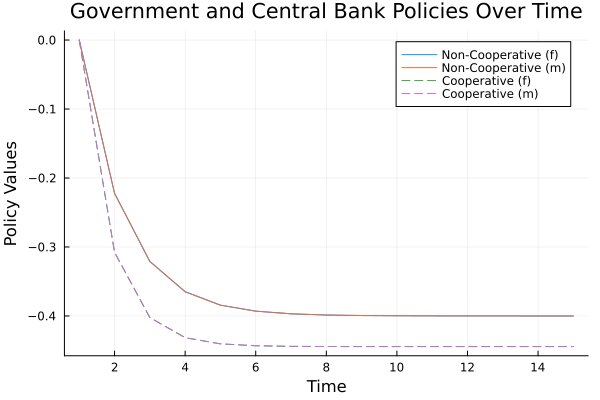 Government and Central Bank Policies Over Time
Non-Cooperative (f)
Non-Cooperative (m)
Cooperative (f)
Cooperative (m)
Policy Values
0.0
−0.1
−0.2
−0.3
−0.4
2 4 6 8 10 12 14
Time